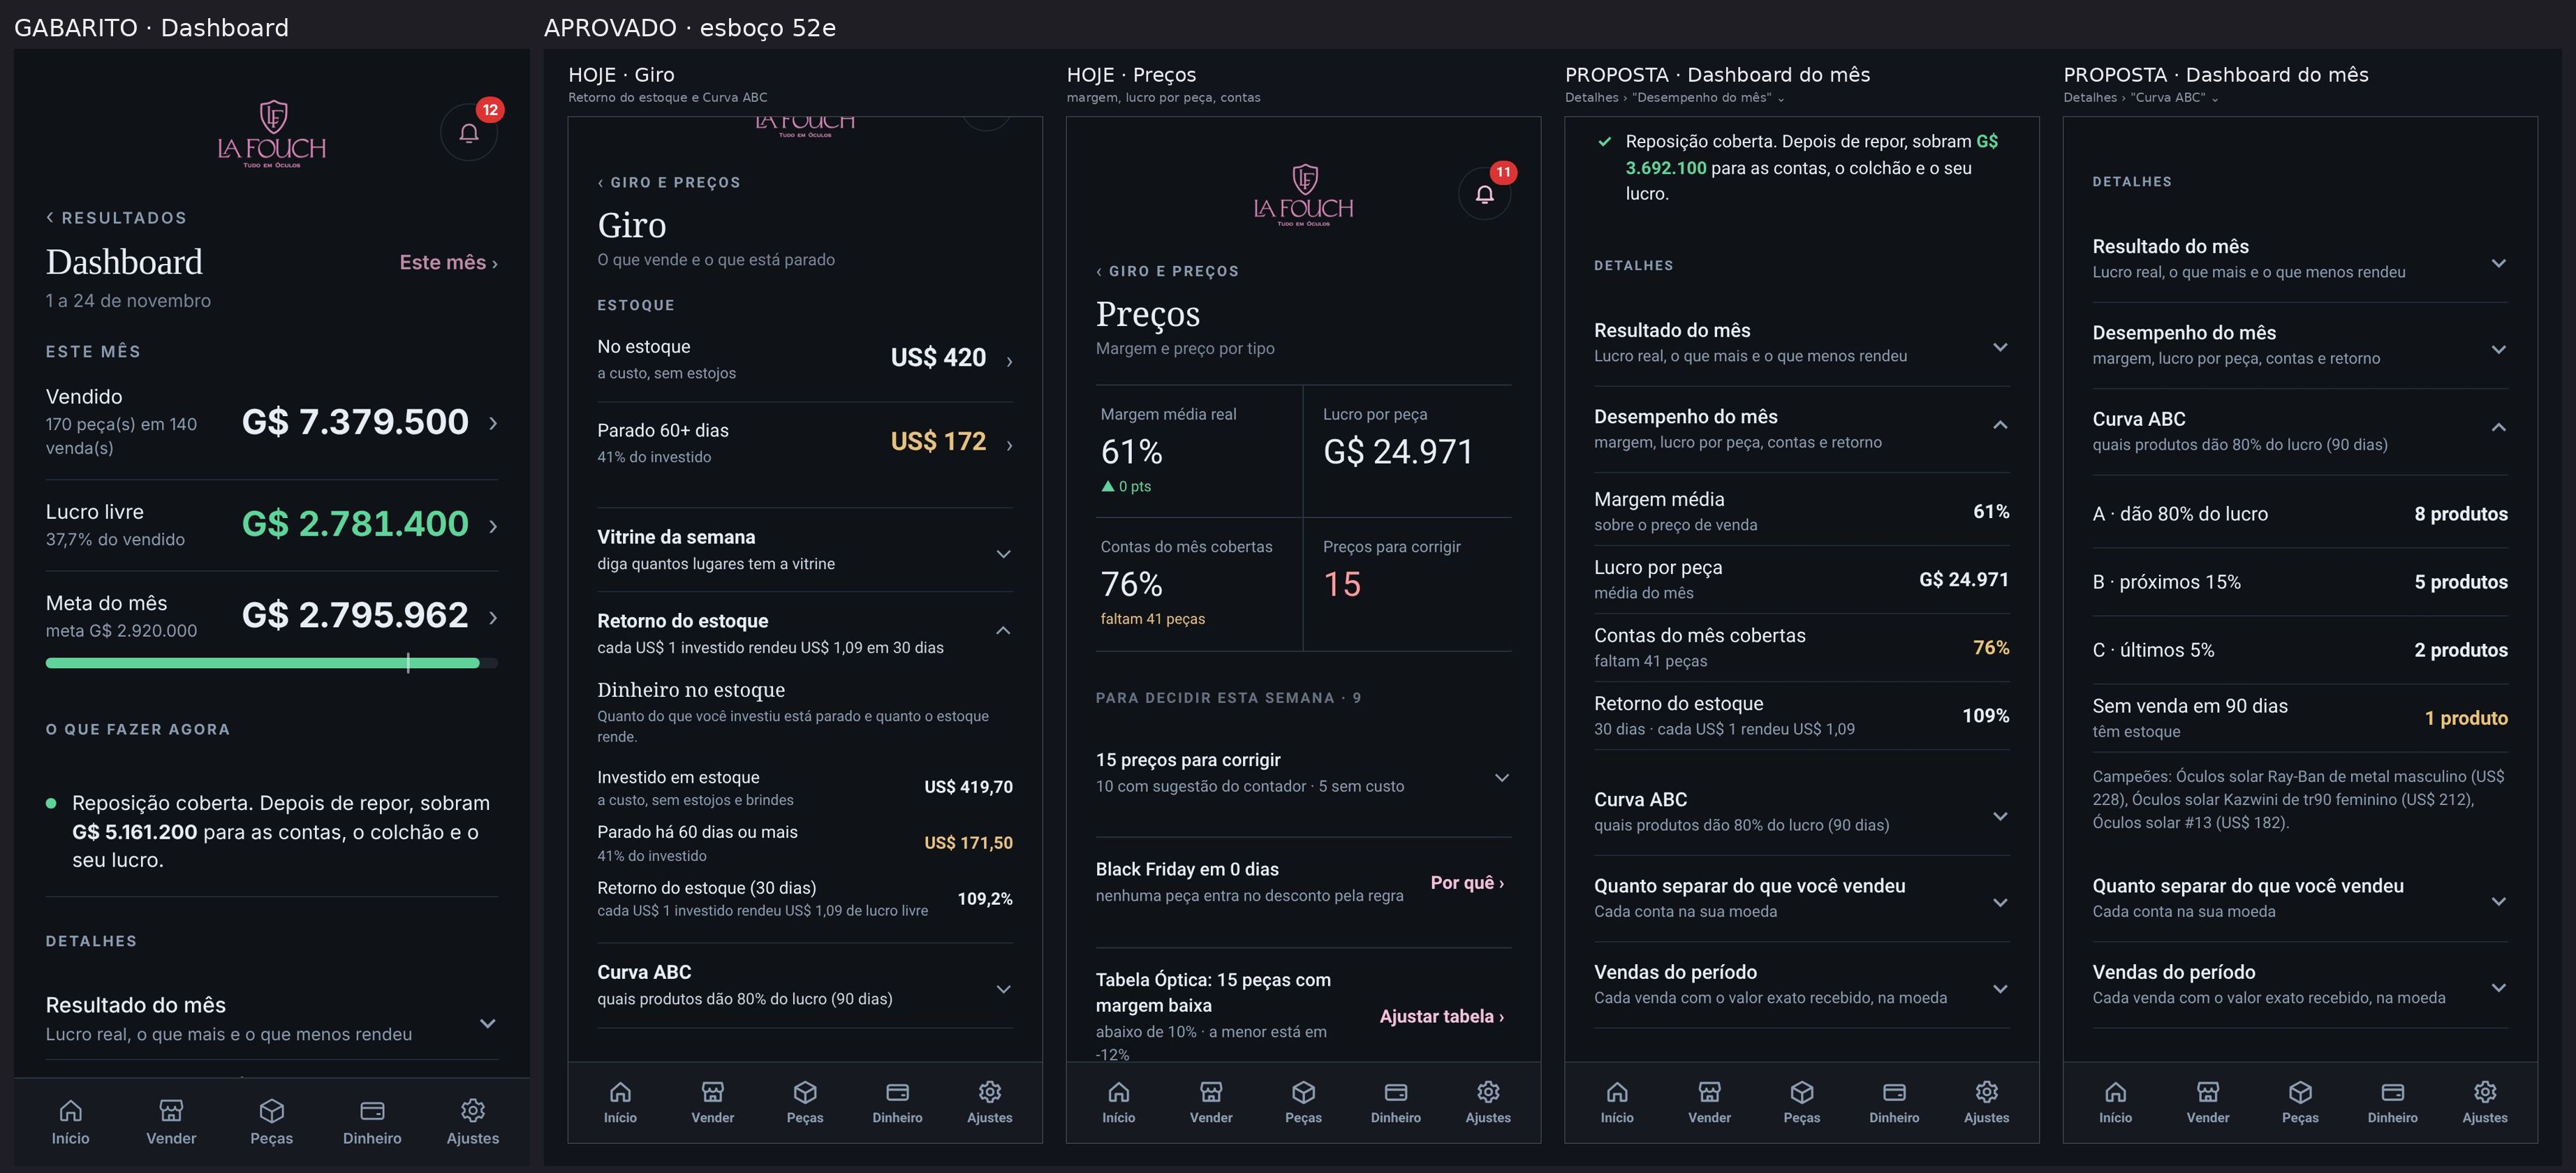 GABARITO · Dashboard
12
LA FOUCH
TUDO EM ÓCULOS
‹ RESULTADOS
Dashboard
Este mês ›
1 a 24 de novembro
ESTE MÊS
Vendido
170 peça(s) em 140
venda(s)
G$ 7.379.500 ›
Lucro livre
37,7% do vendido
G$ 2.781.400 ›
Meta do mês
meta G$ 2.920.000
G$ 2.795.962 ›
O QUE FAZER AGORA
Reposição coberta. Depois de repor, sobram
G$ 5.161.200 para as contas, o colchão e o
seu lucro.
DETALHES
Resultado do mês
Lucro real, o que mais e o que menos rendeu
Início
Vender
Peças
Dinheiro
Ajustes
APROVADO · esboço 52e
HOJE · Giro
Retorno do estoque e Curva ABC
LA FOUCH
TUDO EM ÓCULOS
‹ GIRO E PREÇOS
Giro
O que vende e o que está parado
ESTOQUE
No estoque
a custo, sem estojos
US$ 420 ›
Parado 60+ dias
41% do investido
US$ 172 ›
Vitrine da semana
diga quantos lugares tem a vitrine
Retorno do estoque
cada US$ 1 investido rendeu US$ 1,09 em 30 dias
Dinheiro no estoque
Quanto do que você investiu está parado e quanto o estoque
rende.
Investido em estoque
a custo, sem estojos e brindes
US$ 419,70
Parado há 60 dias ou mais
41% do investido
US$ 171,50
Retorno do estoque (30 dias)
cada US$ 1 investido rendeu US$ 1,09 de lucro livre
109,2%
Curva ABC
quais produtos dão 80% do lucro (90 dias)
Início
Vender
Peças
Dinheiro
Ajustes
HOJE · Preços
margem, lucro por peça, contas
11
LA FOUCH
TUDO EM ÓCULOS
‹ GIRO E PREÇOS
Preços
Margem e preço por tipo
Margem média real
61%
▲ 0 pts
Lucro por peça
G$ 24.971
Contas do mês cobertas
76%
faltam 41 peças
Preços para corrigir
15
PARA DECIDIR ESTA SEMANA · 9
15 preços para corrigir
10 com sugestão do contador · 5 sem custo
Black Friday em 0 dias
nenhuma peça entra no desconto pela regra
Por quê ›
Tabela Óptica: 15 peças com
margem baixa
abaixo de 10% · a menor está em
-12%
Ajustar tabela ›
Início
Vender
Peças
Dinheiro
Ajustes
PROPOSTA · Dashboard do mês
Detalhes › "Desempenho do mês" ⌄
Reposição coberta. Depois de repor, sobram G$
3.692.100 para as contas, o colchão e o seu
lucro.
DETALHES
Resultado do mês
Lucro real, o que mais e o que menos rendeu
Desempenho do mês
margem, lucro por peça, contas e retorno
Margem média
sobre o preço de venda
61%
Lucro por peça
média do mês
G$ 24.971
Contas do mês cobertas
faltam 41 peças
76%
Retorno do estoque
30 dias · cada US$ 1 rendeu US$ 1,09
109%
Curva ABC
quais produtos dão 80% do lucro (90 dias)
Quanto separar do que você vendeu
Cada conta na sua moeda
Vendas do período
Cada venda com o valor exato recebido, na moeda
Início
Vender
Peças
Dinheiro
Ajustes
PROPOSTA · Dashboard do mês
Detalhes › "Curva ABC" ⌄
DETALHES
Resultado do mês
Lucro real, o que mais e o que menos rendeu
Desempenho do mês
margem, lucro por peça, contas e retorno
Curva ABC
quais produtos dão 80% do lucro (90 dias)
A · dão 80% do lucro
8 produtos
B · próximos 15%
5 produtos
C · últimos 5%
2 produtos
Sem venda em 90 dias
têm estoque
1 produto
Campeões: Óculos solar Ray-Ban de metal masculino (US$
228), Óculos solar Kazwini de tr90 feminino (US$ 212),
Óculos solar #13 (US$ 182).
Quanto separar do que você vendeu
Cada conta na sua moeda
Vendas do período
Cada venda com o valor exato recebido, na moeda
Início
Vender
Peças
Dinheiro
Ajustes